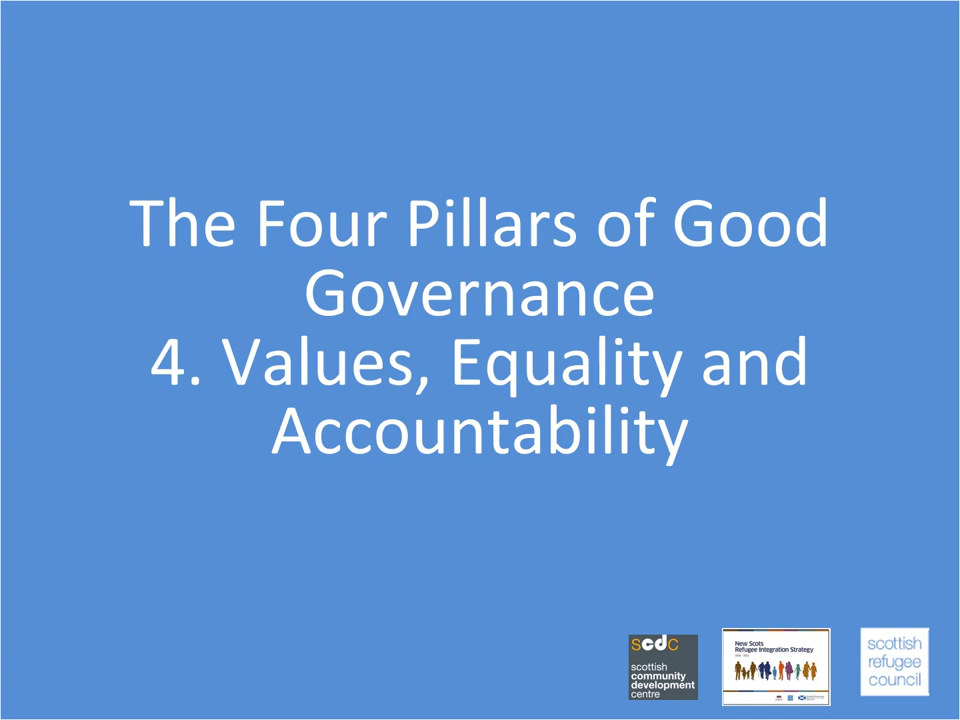 The Four Pillars of Good
Governance
4. Values, Equality and
Accountability
scdc
scottish
community
development
centre
New Scots
Refugee Integration Strategy
scottish
refugee
council